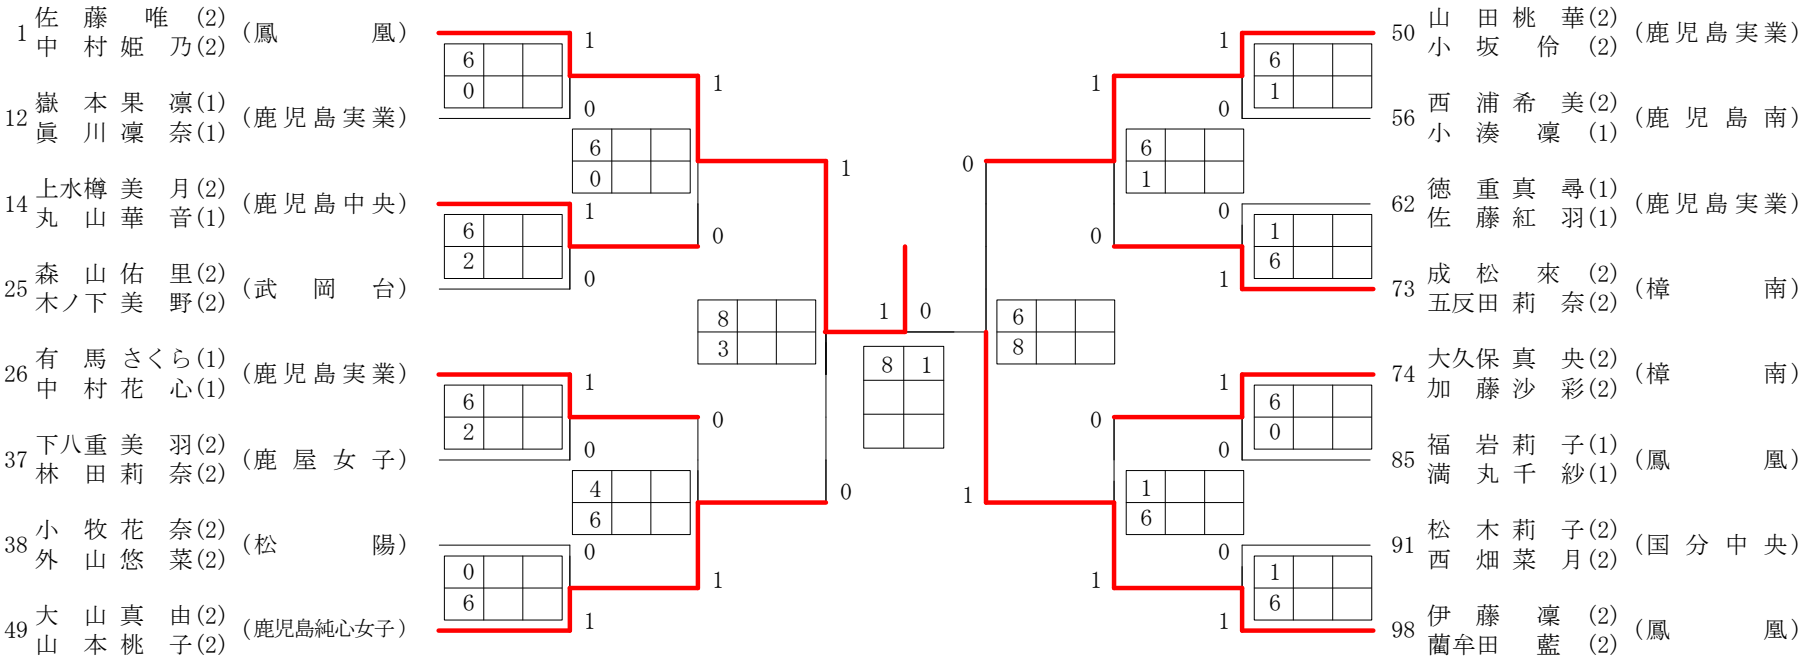 1 佐藤 唯(2) (鳳凰)
中村姫乃(2)
12 嶽本果凛(1) (鹿児島実業)
眞川凜奈(1)
14 上水樽美月(2) (鹿児島中央)
丸山華音(1)
25 森山佑里(2) (武岡台)
木ノ下美野(2)
26 有馬さくら(1) (鹿児島実業)
中村花心(1)
37 下八重美羽(2) (鹿屋女子)
林田莉奈(2)
38 小牧花奈(2) (松陽)
外山悠菜(2)
49 大山真由(2) (鹿児島純心女子)
山本桃子(2)
1
6
0
0
1
6
0
1
6
2
0
0
1
8
3
1
6
2
0
0
4
6
0
0
0
6
1
1
1 0
8 1
0
6
8
1
1
6
1
0
1
6
1
0
1
6
1
0
1
6
0
0
0
1
6
0
1
6
1
1
50 山田桃華(2) (鹿児島実業)
小坂 伶(2)
56 西浦希美(2) (鹿児島南)
小湊 凜(1)
62 徳重真尋(1) (鹿児島実業)
佐藤紅羽(1)
73 成松 來(2) (樟南)
五反田莉奈(2)
74 大久保真央(2) (樟南)
加藤沙彩(2)
85 福岩莉子(1) (鳳凰)
満丸千紗(1)
91 松木莉子(2) (国分中央)
西畑菜月(2)
98 伊藤 凜(2) (鳳凰)
藺牟田 藍(2)